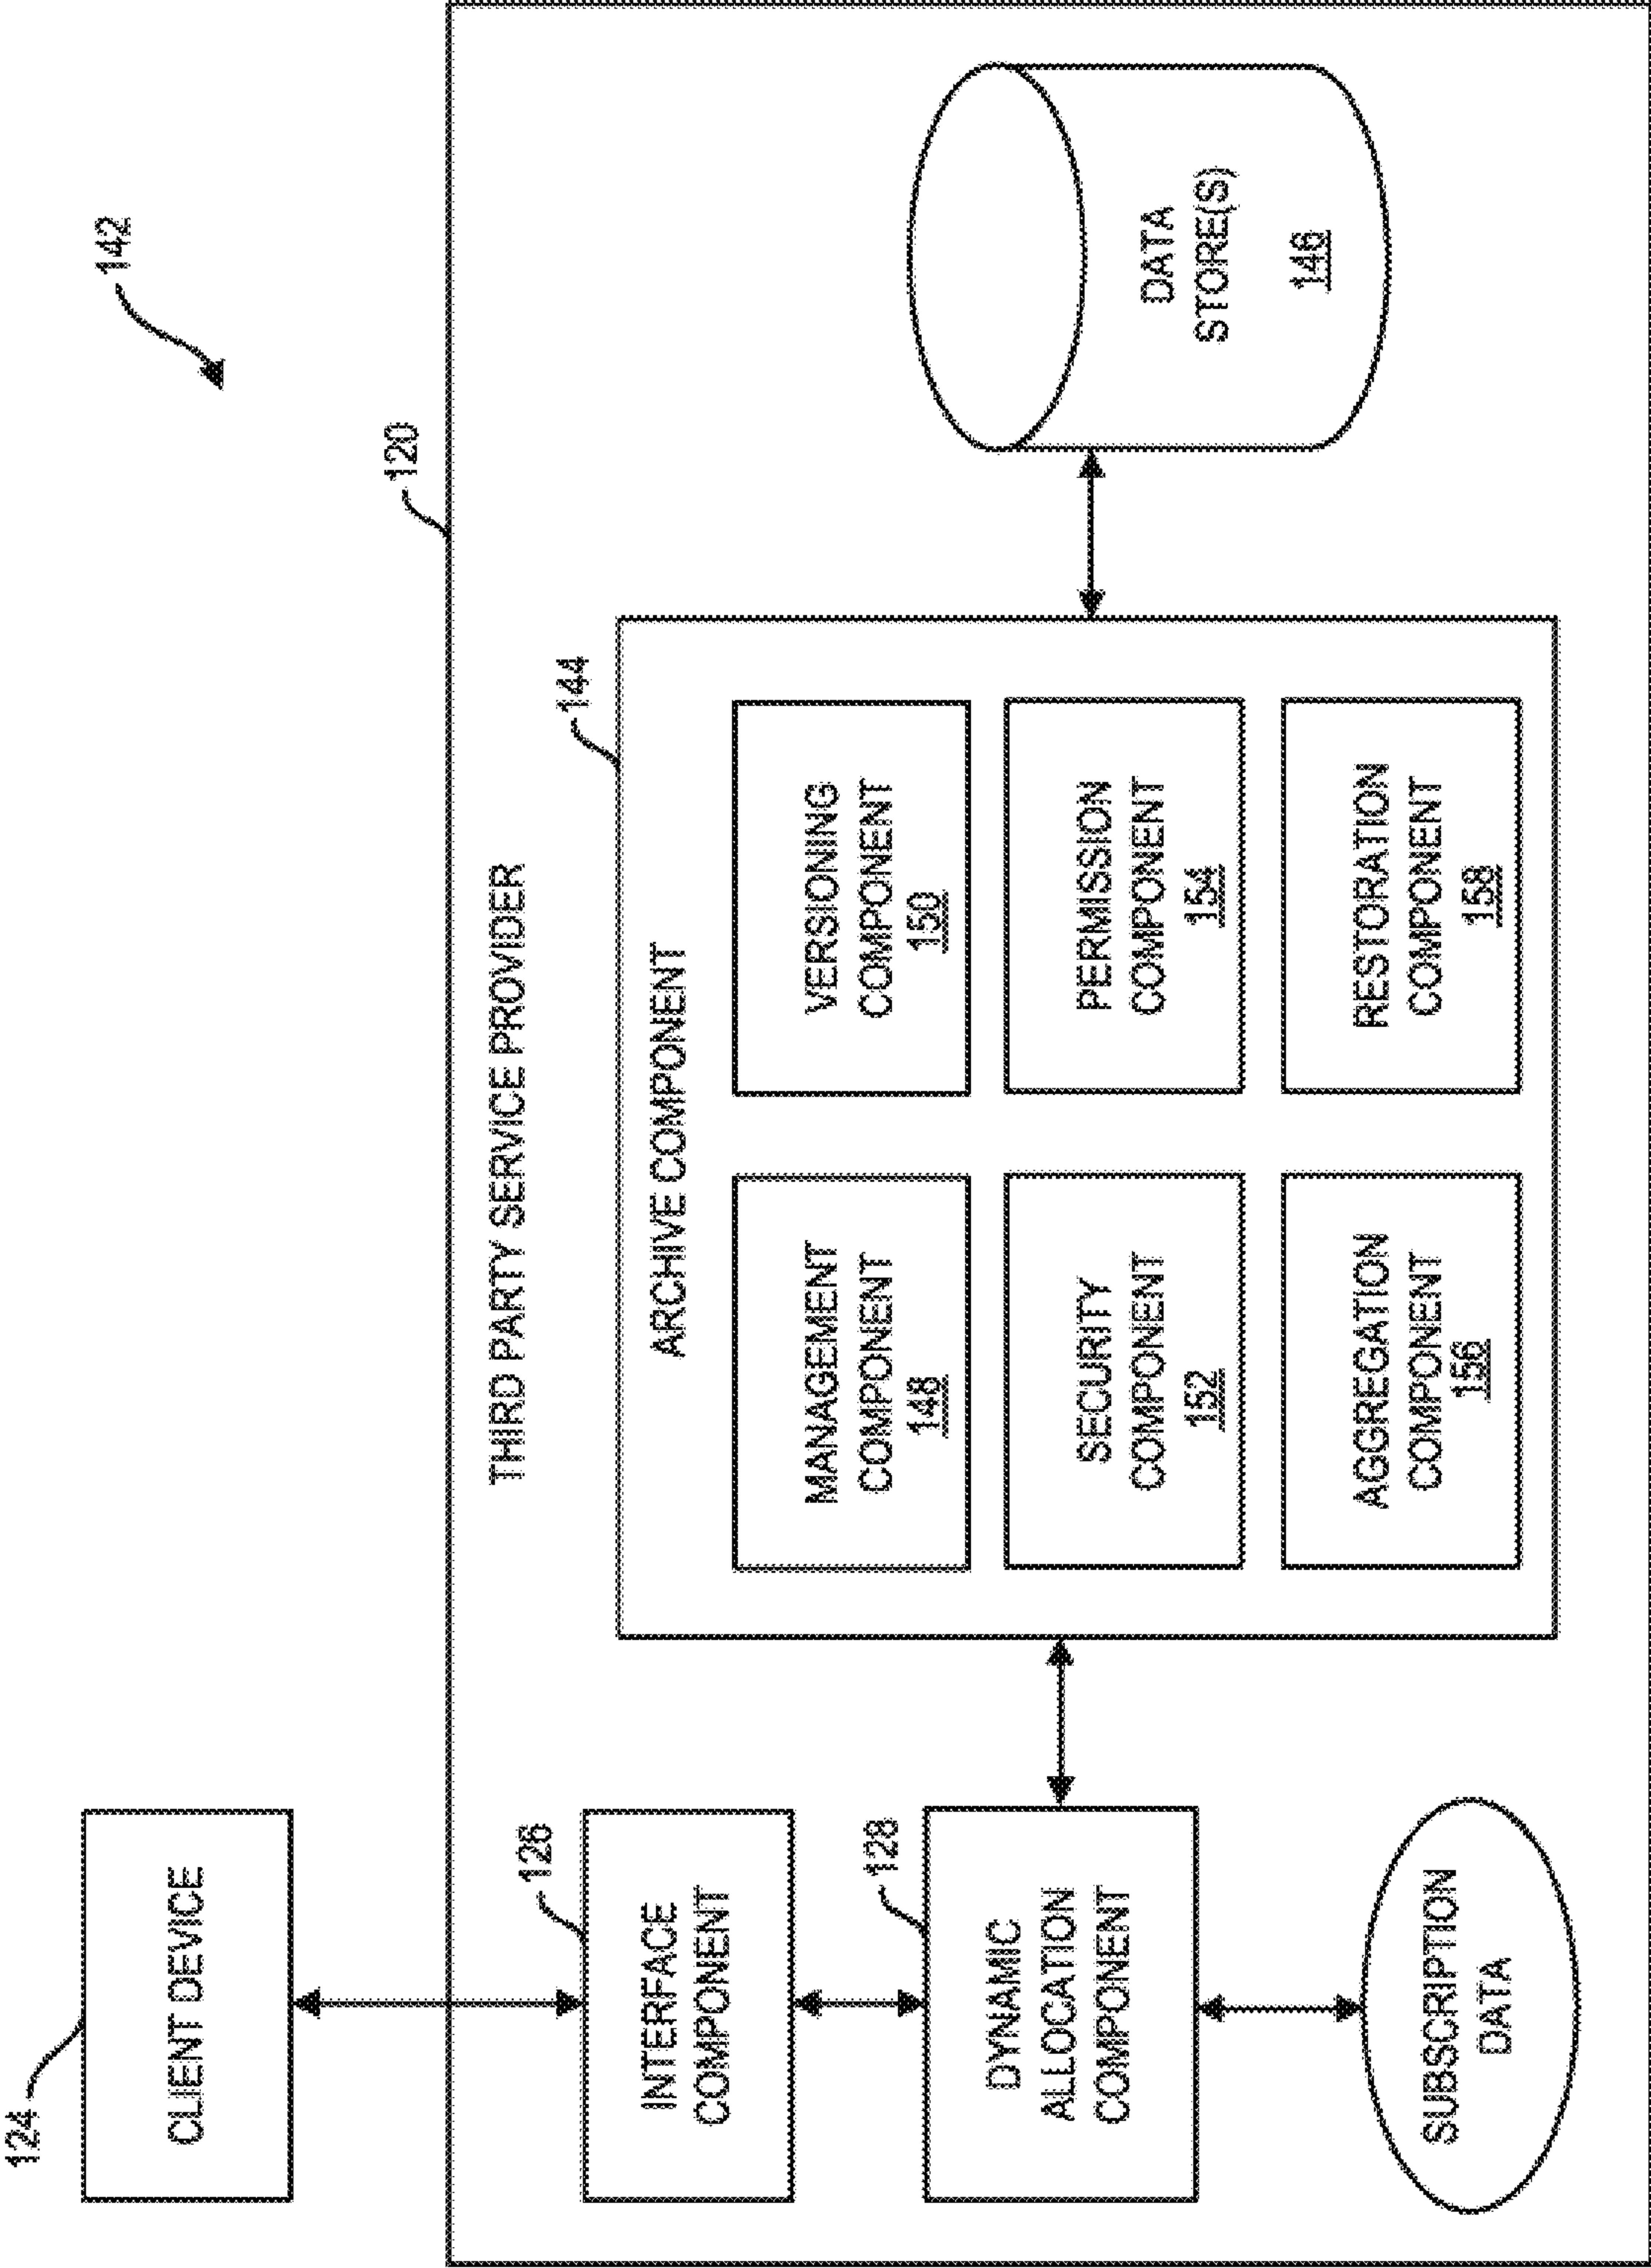 142
124
CLIENT DEVICE
120
THIRD PARTY SERVICE PROVIDER
126
INTERFACE
COMPONENT
144
ARCHIVE COMPONENT
MANAGEMENT
COMPONENT
148
VERSIONING
COMPONENT
150
128
DYNAMIC
ALLOCATION
COMPONENT
SECURITY
COMPONENT
152
PERMISSION
COMPONENT
154
DATA
STORE(S)
146
AGGREGATION
COMPONENT
156
RESTORATION
COMPONENT
158
SUBSCRIPTION
DATA